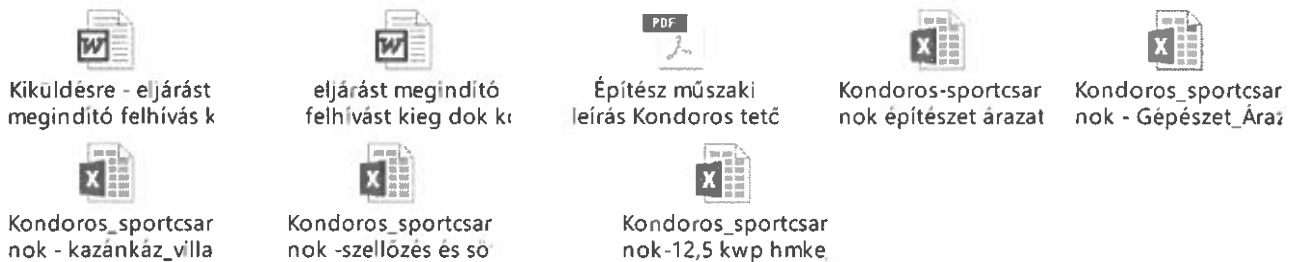 PDF
Kiküldésre - eljárást
megindító felhívás k
eljárást megindító
felhívást kieg dok k
Építész műszaki
leírás Kondoros tető
Kondoros-sportcsar
nok építészet árazat
Kondoros_sportcsar
nok - Gépészet_Áraz
Kondoros_sportcsar
nok - kazánkáz_villa
Kondoros_sportcsar
nok -szellőzés és sö
Kondoros_sportcsar
nok-12,5 kwp hmke